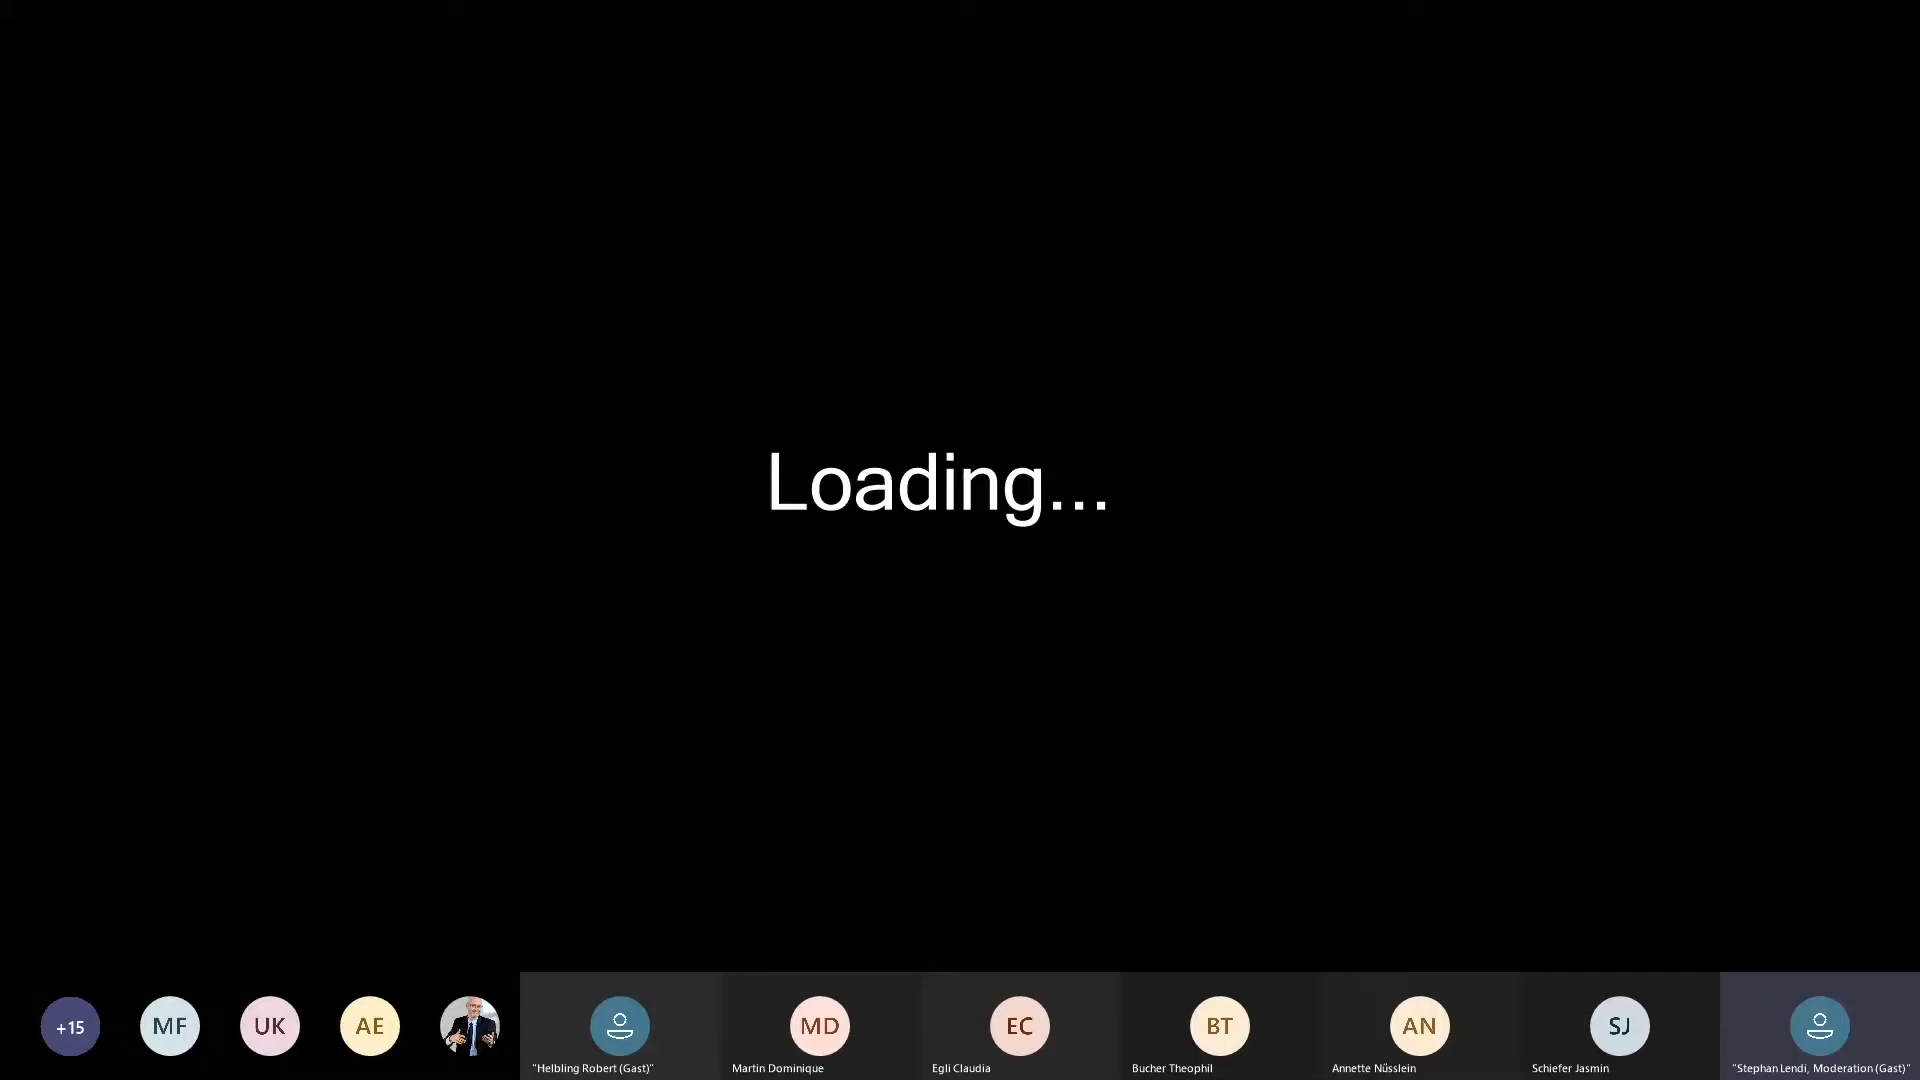 Loading...
+15
MF
UK
AE
MD
EC
BT
AN
SJ
"Helbling Robert (Gast)"
Martin Dominique
Egli Claudia
Bucher Theophil
Annette Nüsslein
Schiefer Jasmin
"Stephan Lendi, Moderation (Gast)"